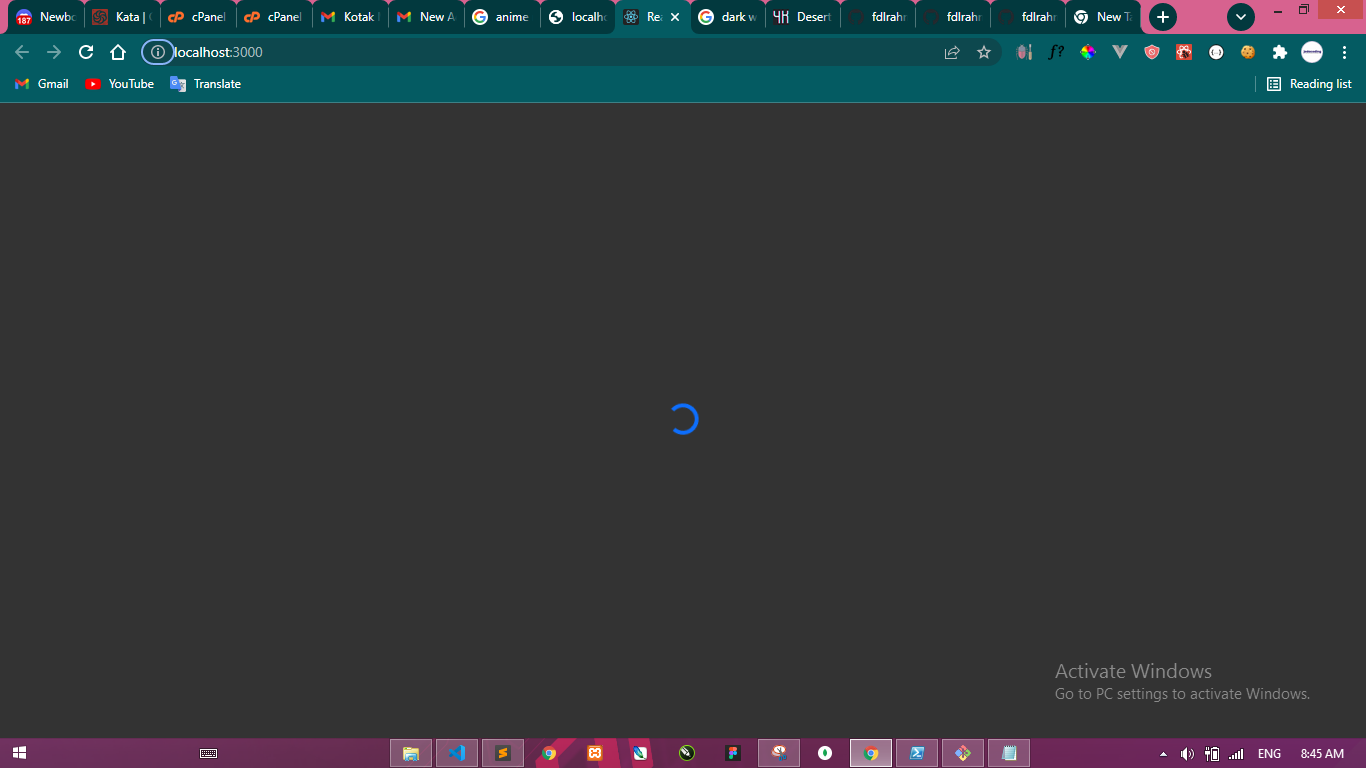 187 Newbo Kata | cPanel cPanel Kotak New A anime localho Rea dark w Desert fdlrahr fdlrahr fdlrahr New Ta
localhost:3000
Gmail YouTube Translate Reading list
Activate Windows
Go to PC settings to activate Windows.
ENG 8:45 AM